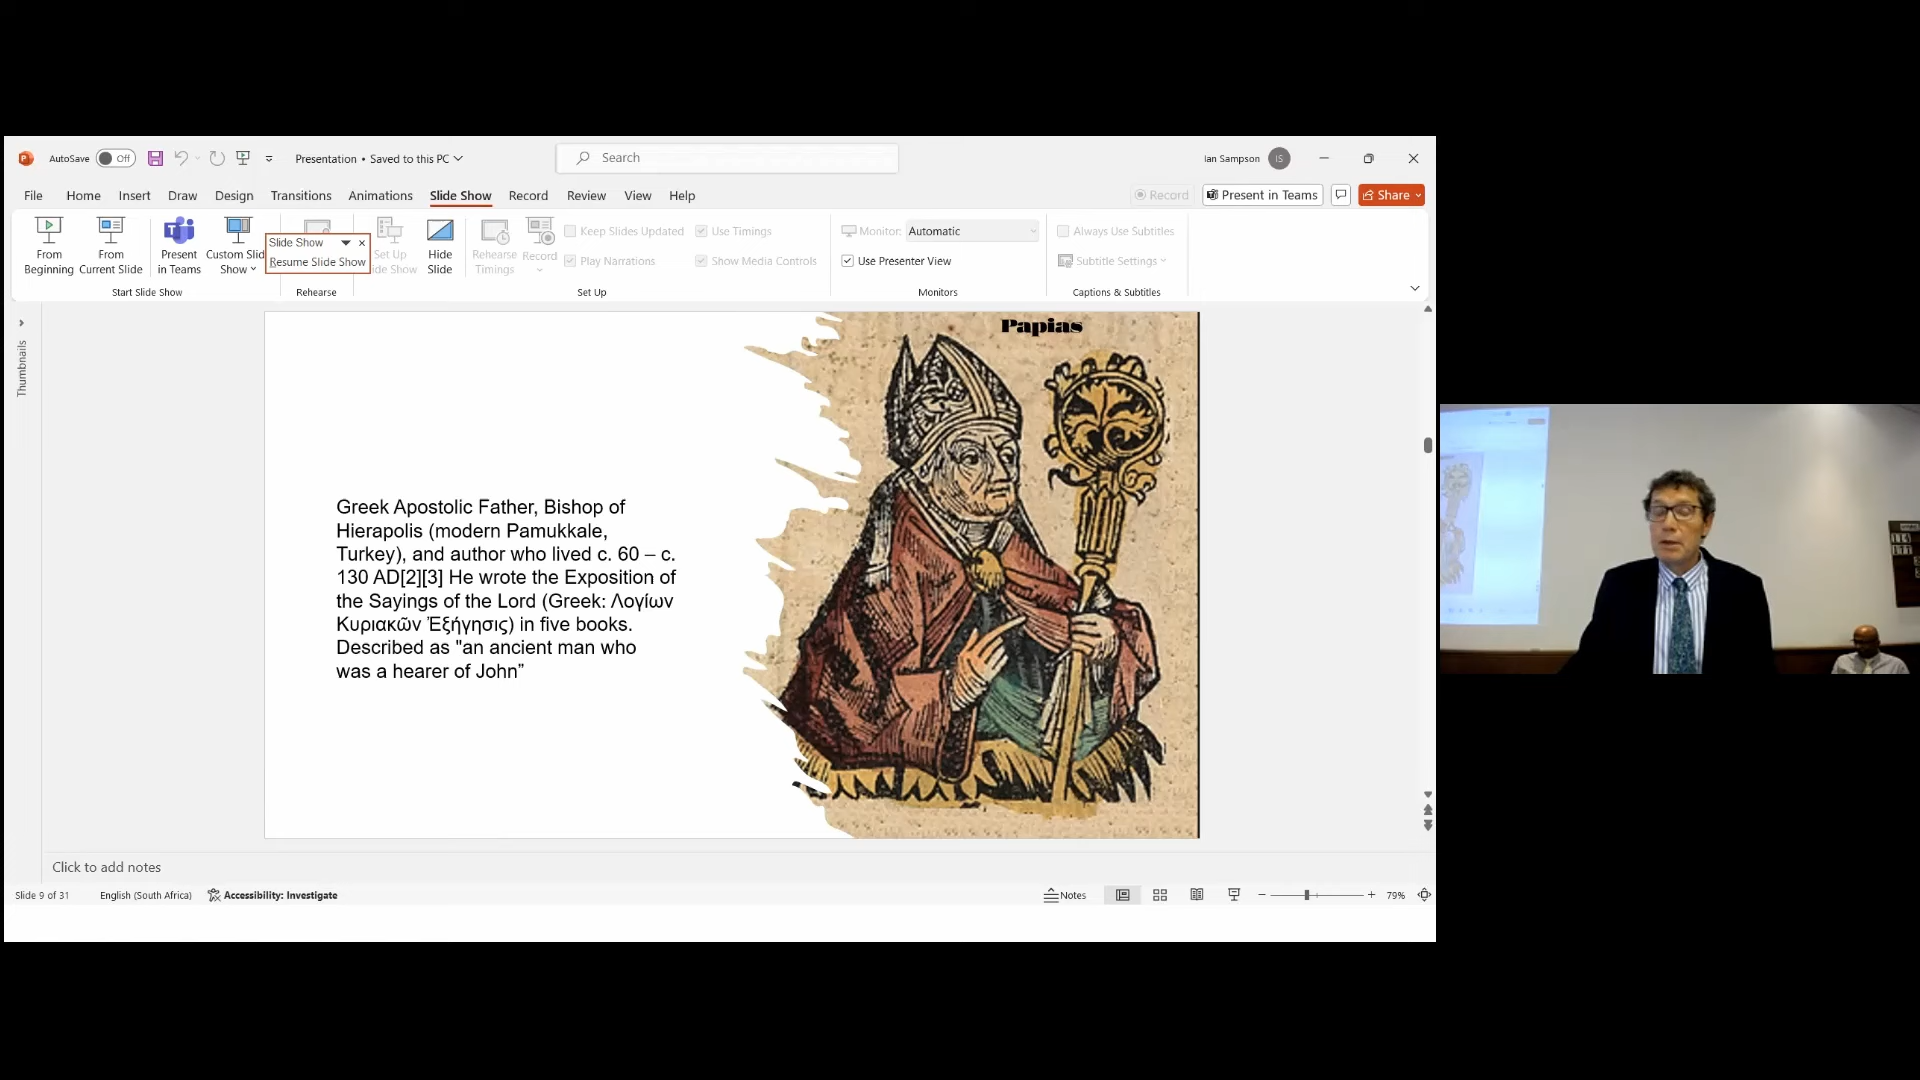 AutoSave Off
Presentation • Saved to this PC
Search
Ian Sampson IS
File Home Insert Draw Design Transitions Animations Slide Show Record Review View Help
Record Present in Teams Share
From Beginning
From Current Slide
Present in Teams
Custom Slid Show
Start Slide Show
Slide Show
Resume Slide Show
Rehearse
Set Up
ide Show
Hide Slide
Rehearse Timings
Record
Keep Slides Updated
Play Narrations
Use Timings
Show Media Controls
Set Up
Monitor: Automatic
Use Presenter View
Monitors
Always Use Subtitles
Subtitle Settings
Captions & Subtitles
Thumbnails
Papias
Greek Apostolic Father, Bishop of
Hierapolis (modern Pamukkale,
Turkey), and author who lived c. 60 – c.
130 AD[2][3] He wrote the Exposition of
the Sayings of the Lord (Greek: Λογίων
Κυριακῶν Ἐξήγησις) in five books.
Described as "an ancient man who
was a hearer of John”
Click to add notes
Slide 9 of 31 English (South Africa) Accessibility: Investigate
Notes 79%